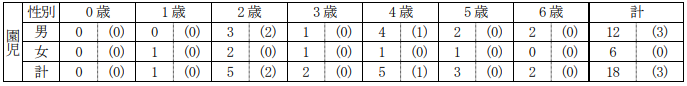 園児 性別 0歳 1歳 2歳 3歳 4歳 5歳 6歳 計
男 0 (0) 0 (0) 3 (2) 1 (0) 4 (1) 2 (0) 2 (0) 12 (3)
女 0 (0) 1 (0) 2 (0) 1 (0) 1 (0) 1 (0) 0 (0) 6 (0)
計 0 (0) 1 (0) 5 (2) 2 (0) 5 (1) 3 (0) 2 (0) 18 (3)